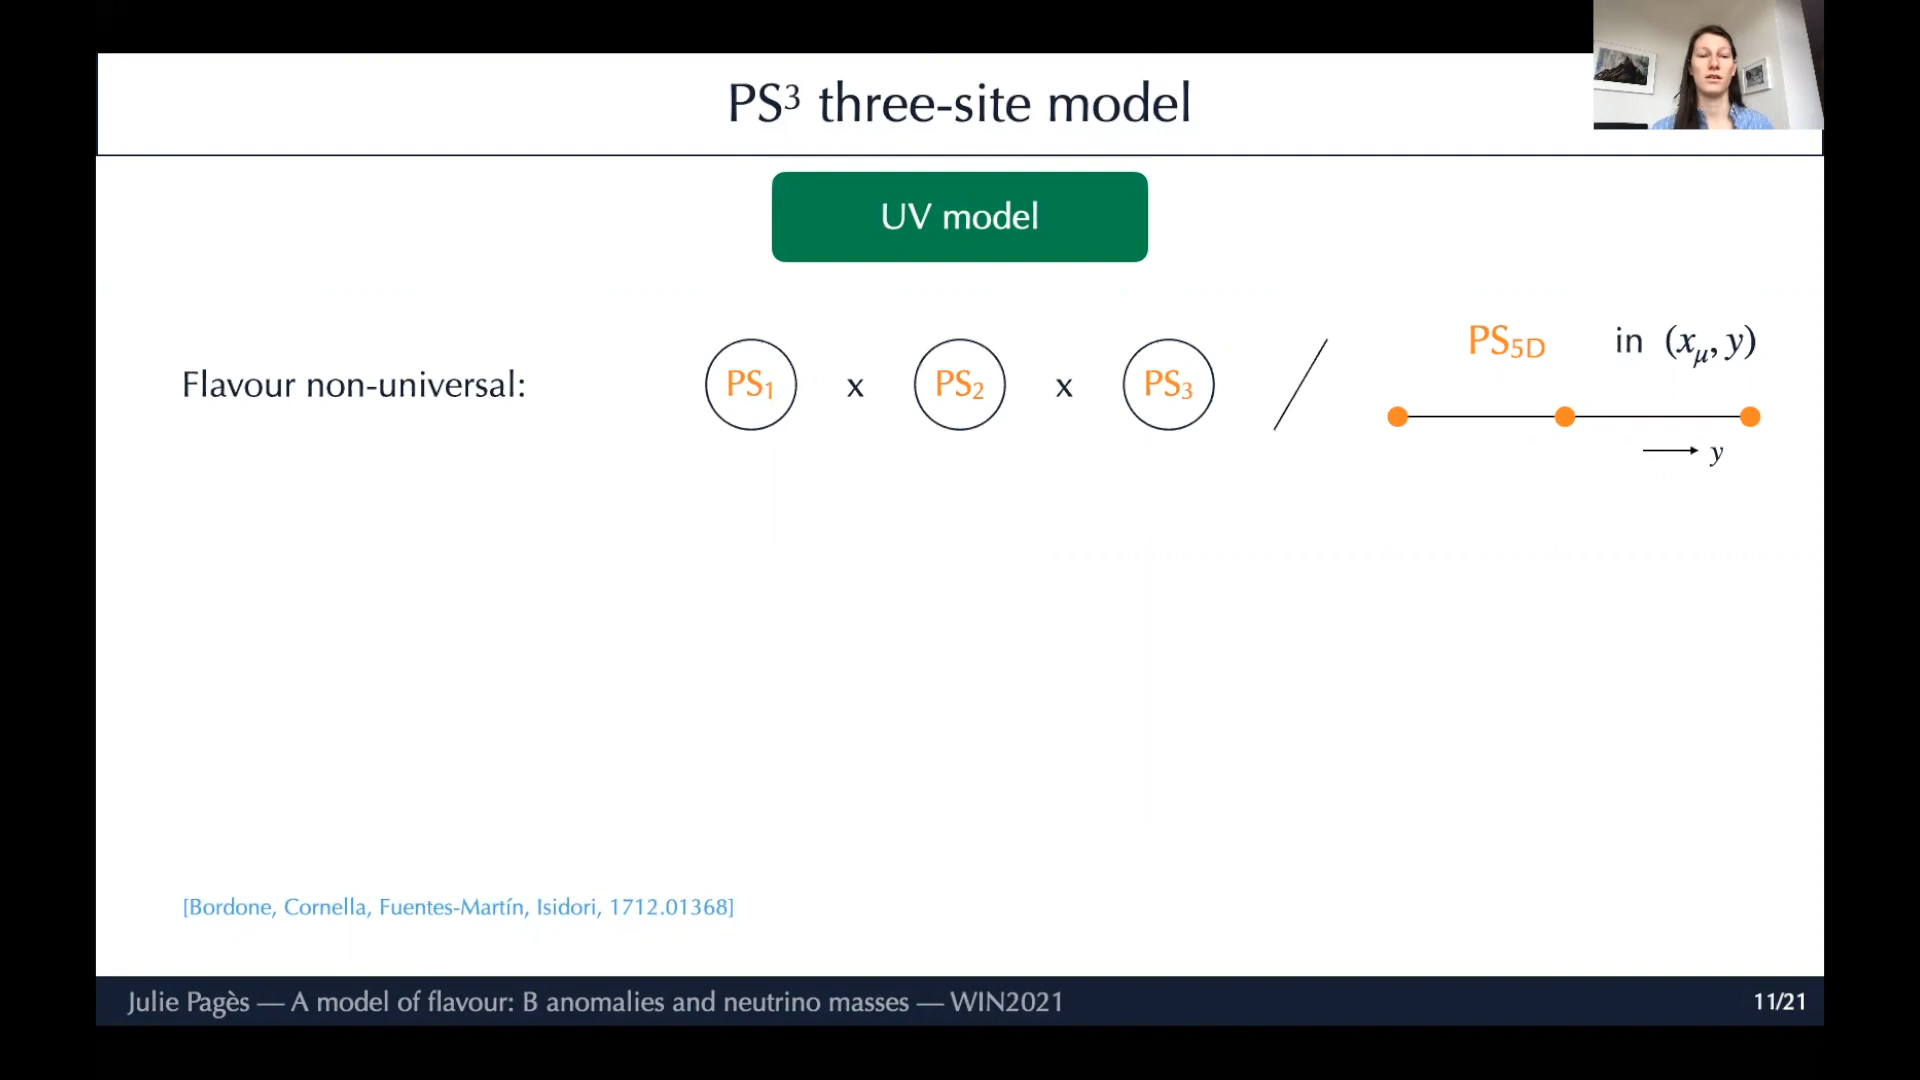 PS³ three-site model
UV model
Flavour non-universal: PS₁ x PS₂ x PS₃ / PS₅D in (xμ, y)
y
[Bordone, Cornella, Fuentes-Martín, Isidori, 1712.01368]
Julie Pagès — A model of flavour: B anomalies and neutrino masses — WIN2021 11/21